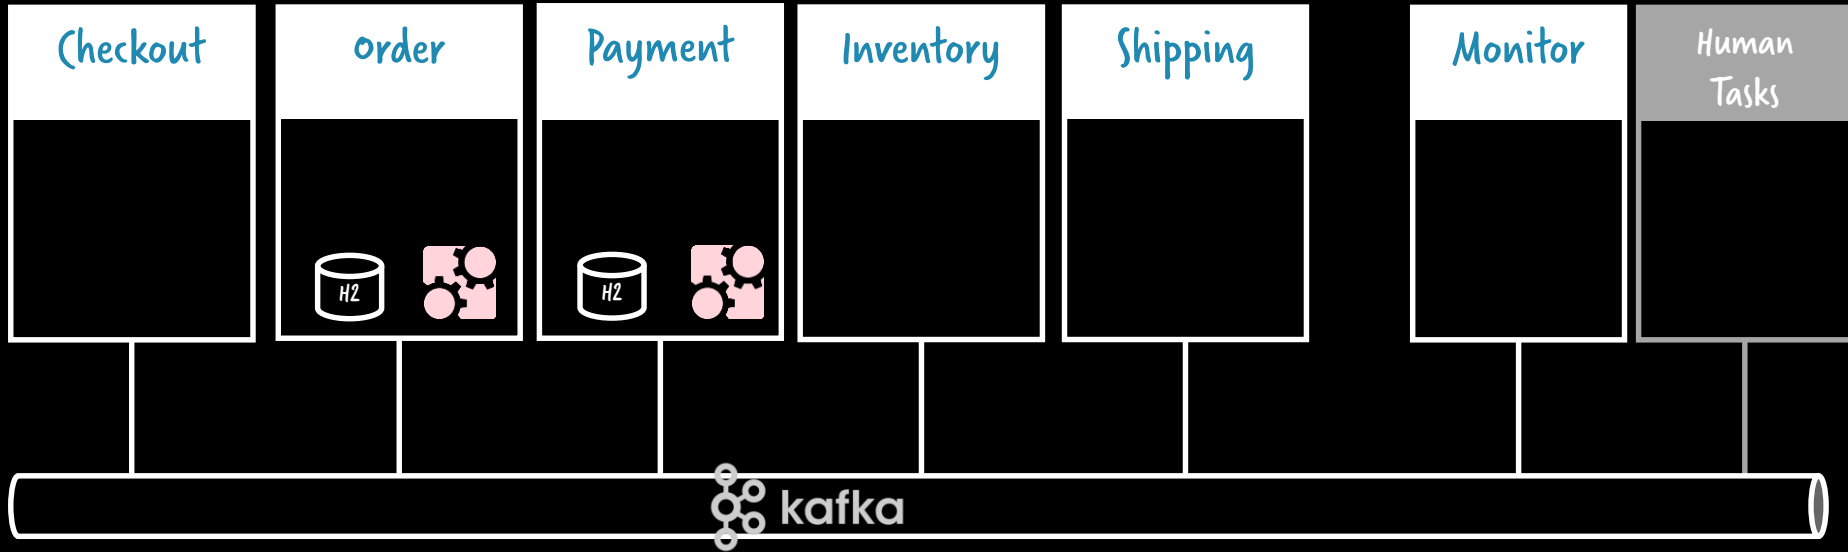 Checkout
Order
Payment
Inventory
Shipping
Monitor
Human
Tasks
H2
H2
kafka